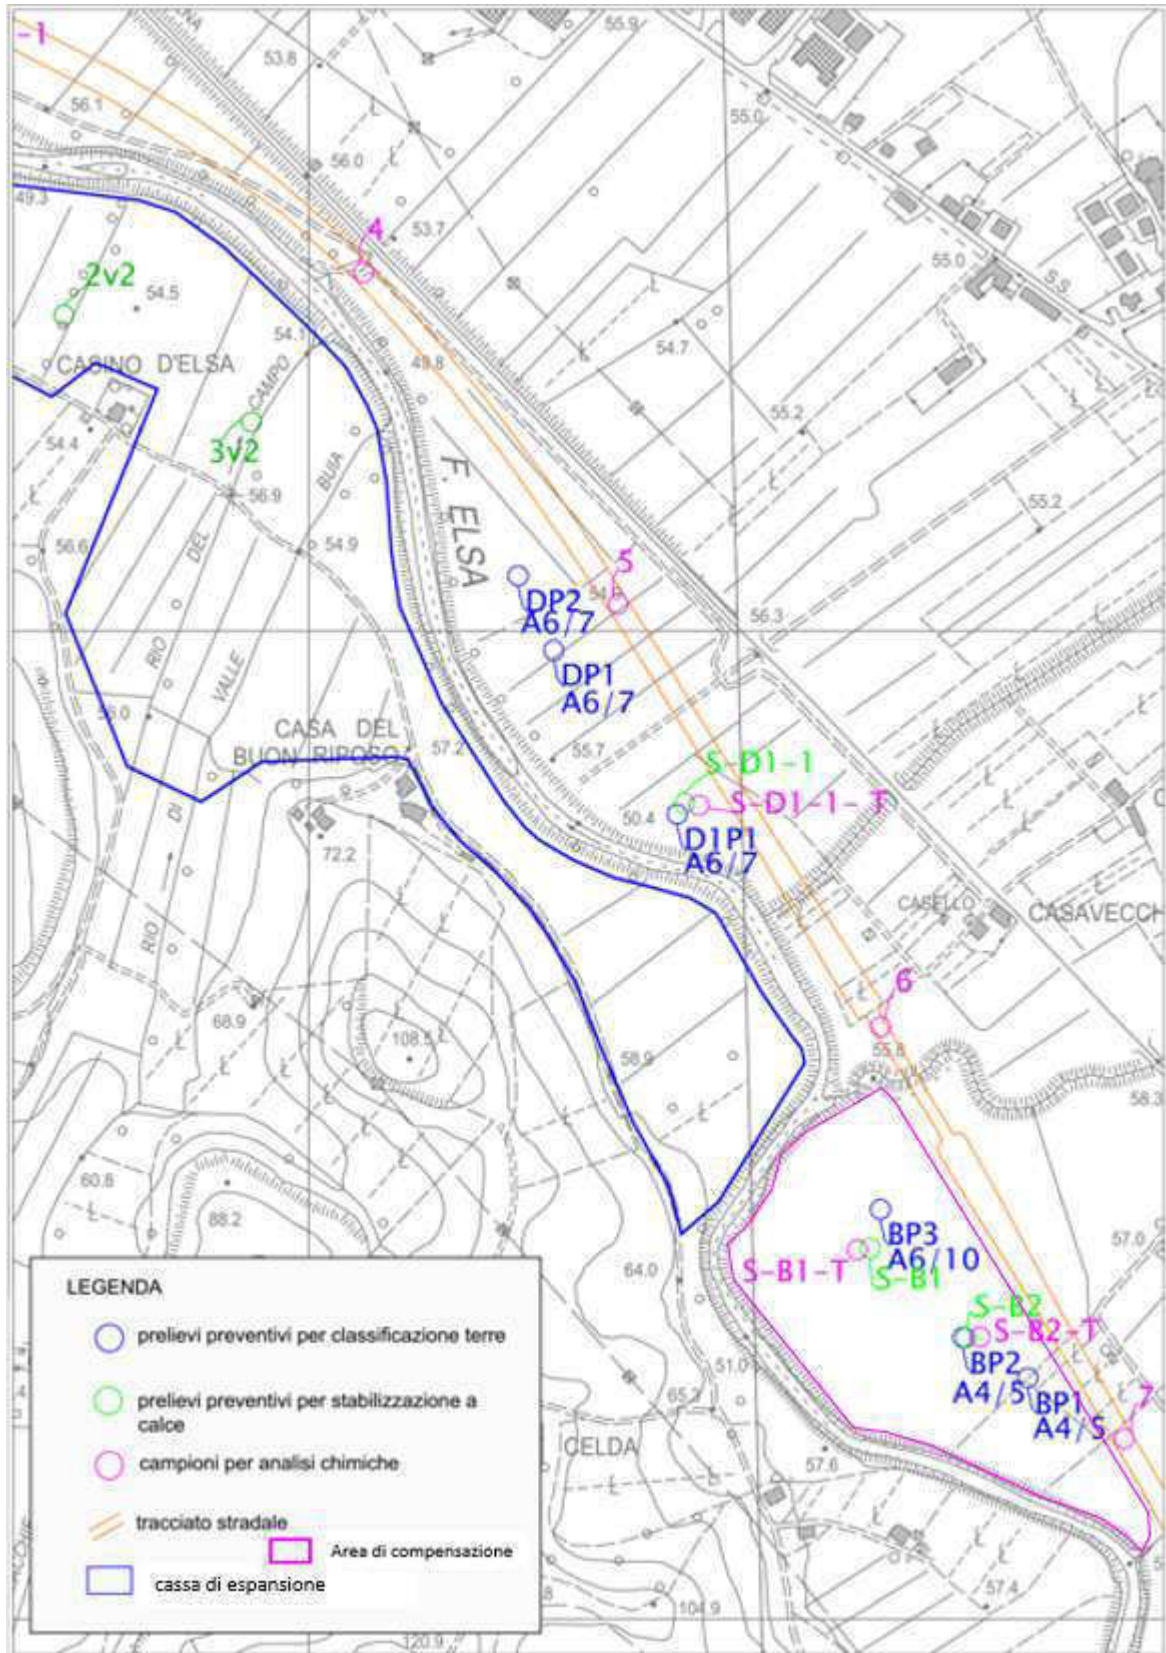 -1
53.8
55.9
56.1
55.0
56.0
4
53.7
49.3
2v2
54.5
55.0
S.S.
54.1
54.7
49.8
CASINO D'ELSA
CAMPO
55.2
54.4
3v2
BUIA
F. ELSA
56.9
55.2
DEL
54.9
56.6
5
DP2
A6/7
56.3
RIO
VALLE
DP1
A6/7
56.0
CASA DEL
BUON RIPOSO
57.2
55.7
S-D1-1
S-D1-1-T
50.4
D1P1
A6/7
DI
72.2
CASELLO
CASAVECCH
RIO
6
68.9
108.5
58.9
55.8
58.3
60.8
88.2
BP3
A6/10
57.0
S-B1-T
S-B1
64.0
S-B2
S-B2-T
51.0
BP2
A4/5
BP1
A4/5
65.3
7
CELDA
57.6
57.4
104.9
120.9
LEGENDA
prelievi preventivi per classificazione terre
prelievi preventivi per stabilizzazione a
calce
campioni per analisi chimiche
tracciato stradale
Area di compensazione
cassa di espansione